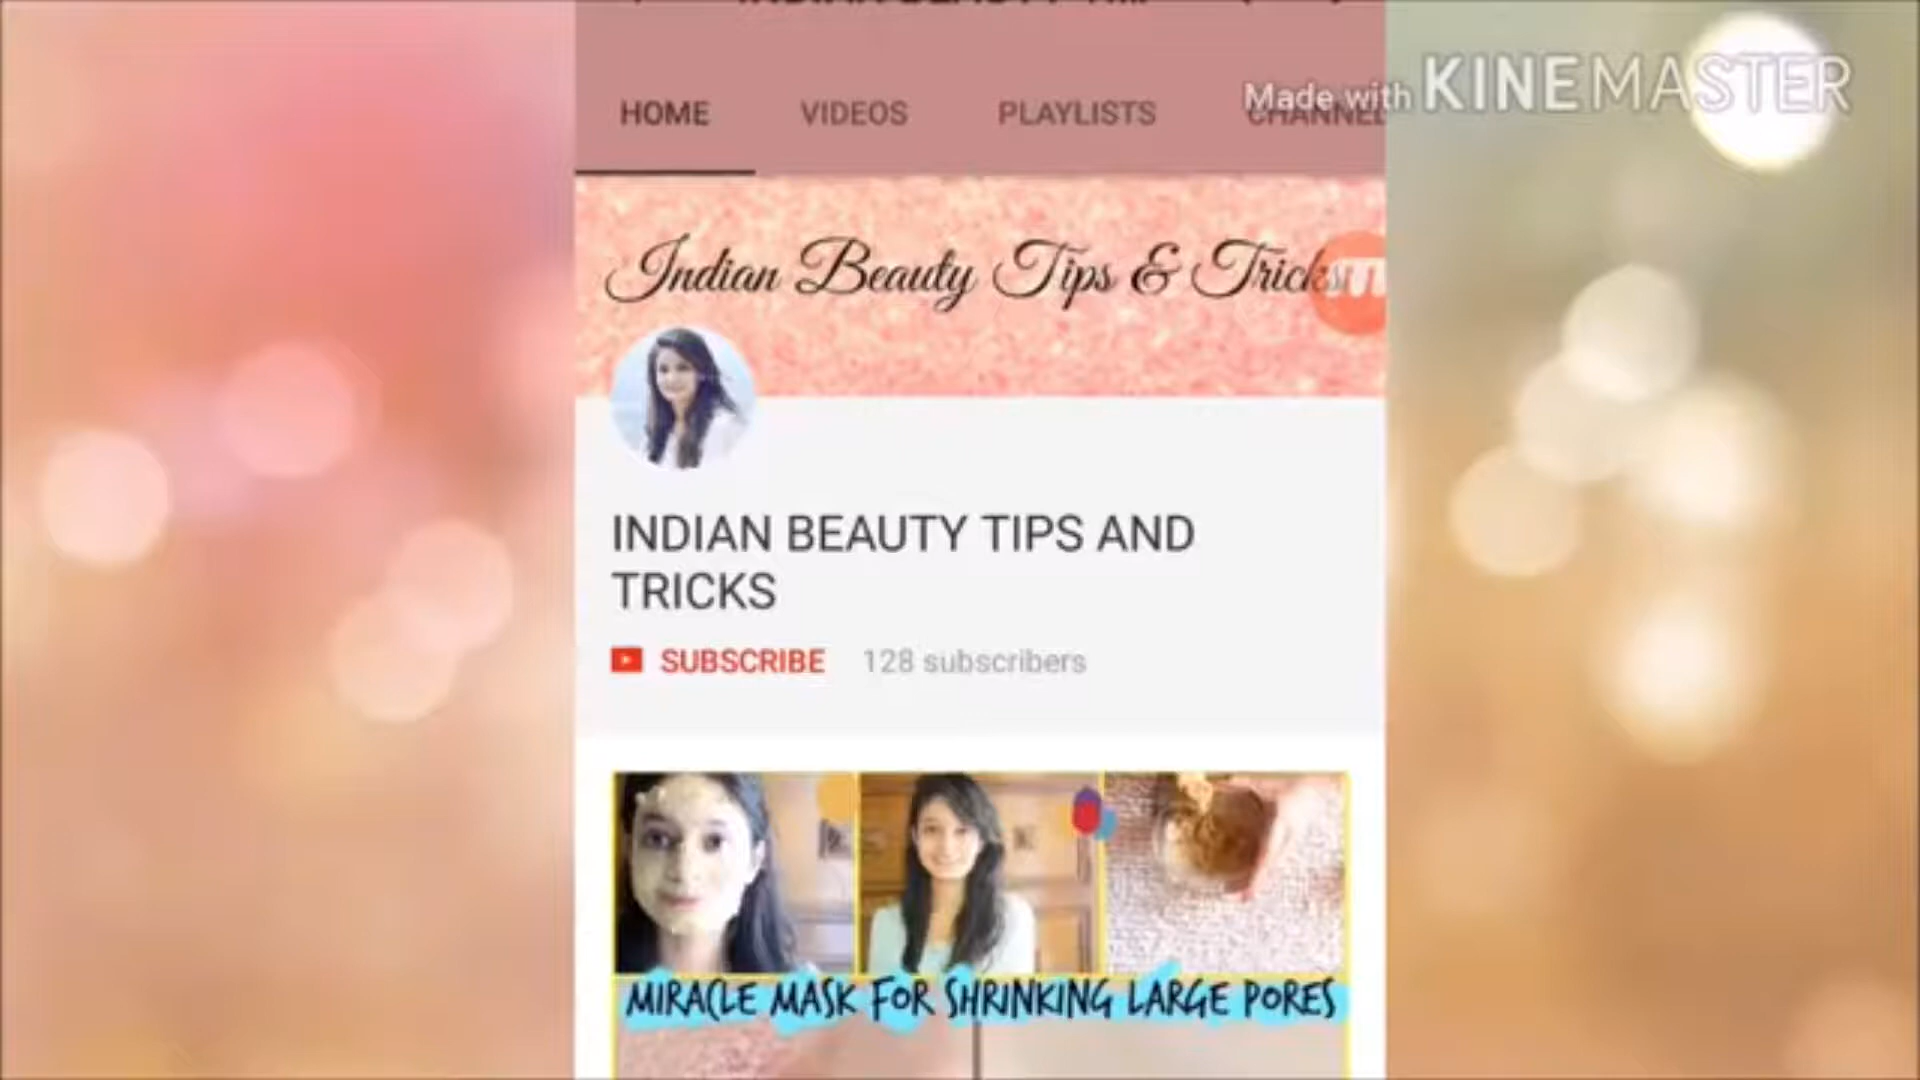 HOME VIDEOS PLAYLISTS CHANNEL
Made with KINEMASTER
Indian Beauty Tips & Tricks
INDIAN BEAUTY TIPS AND
TRICKS
SUBSCRIBE 128 subscribers
MIRACLE MASK FOR SHRINKING LARGE PORES